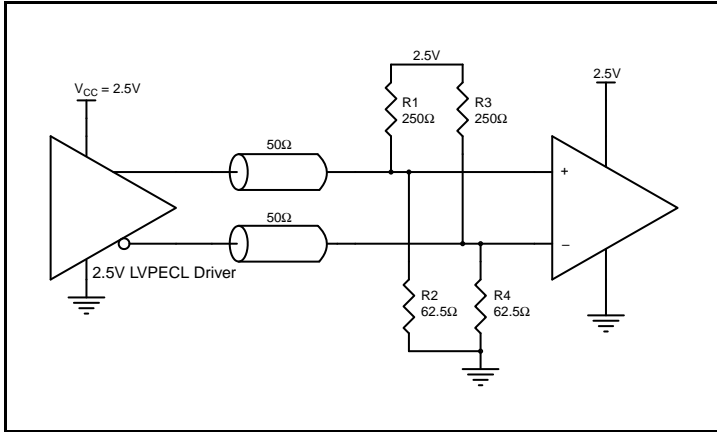 2.5V
V_CC = 2.5V
2.5V
R1
250Ω
R3
250Ω
50Ω
+
50Ω
–
2.5V LVPECL Driver
R2
62.5Ω
R4
62.5Ω